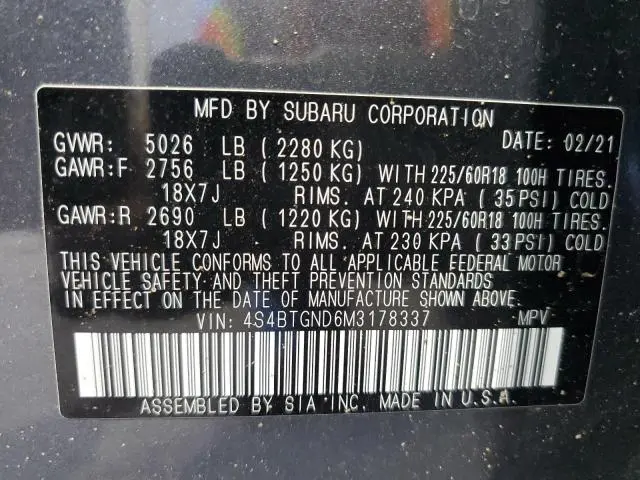 MFD BY SUBARU CORPORATION
GVWR: 5026 LB ( 2280 KG) DATE: 02/21
GAWR:F 2756 LB ( 1250 KG) WITH 225/60R18 100H TIRES.
18X7J RIMS. AT 240 KPA ( 35 PSI) COLD
GAWR:R 2690 LB ( 1220 KG) WITH 225/60R18 100H TIRES.
18X7J RIMS. AT 230 KPA ( 33 PSI) COLD
THIS VEHICLE CONFORMS TO ALL APPLICABLE FEDERAL MOTOR
VEHICLE SAFETY AND THEFT PREVENTION STANDARDS
IN EFFECT ON THE DATE OF MANUFACTURE SHOWN ABOVE.
VIN: 4S4BTGND6M3178337 MPV
ASSEMBLED BY SIA INC. MADE IN U.S.A.